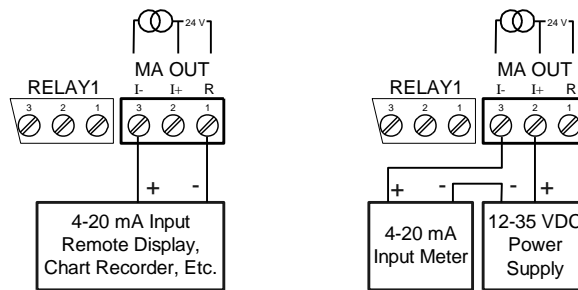 24 V
MA OUT
RELAY1 I- I+ R
3 2 1 3 2 1
+ -
4-20 mA Input
Remote Display,
Chart Recorder, Etc.
24 V
MA OUT
RELAY1 I- I+ R
3 2 1 3 2 1
+ - - +
4-20 mA
Input Meter
12-35 VDC
Power
Supply